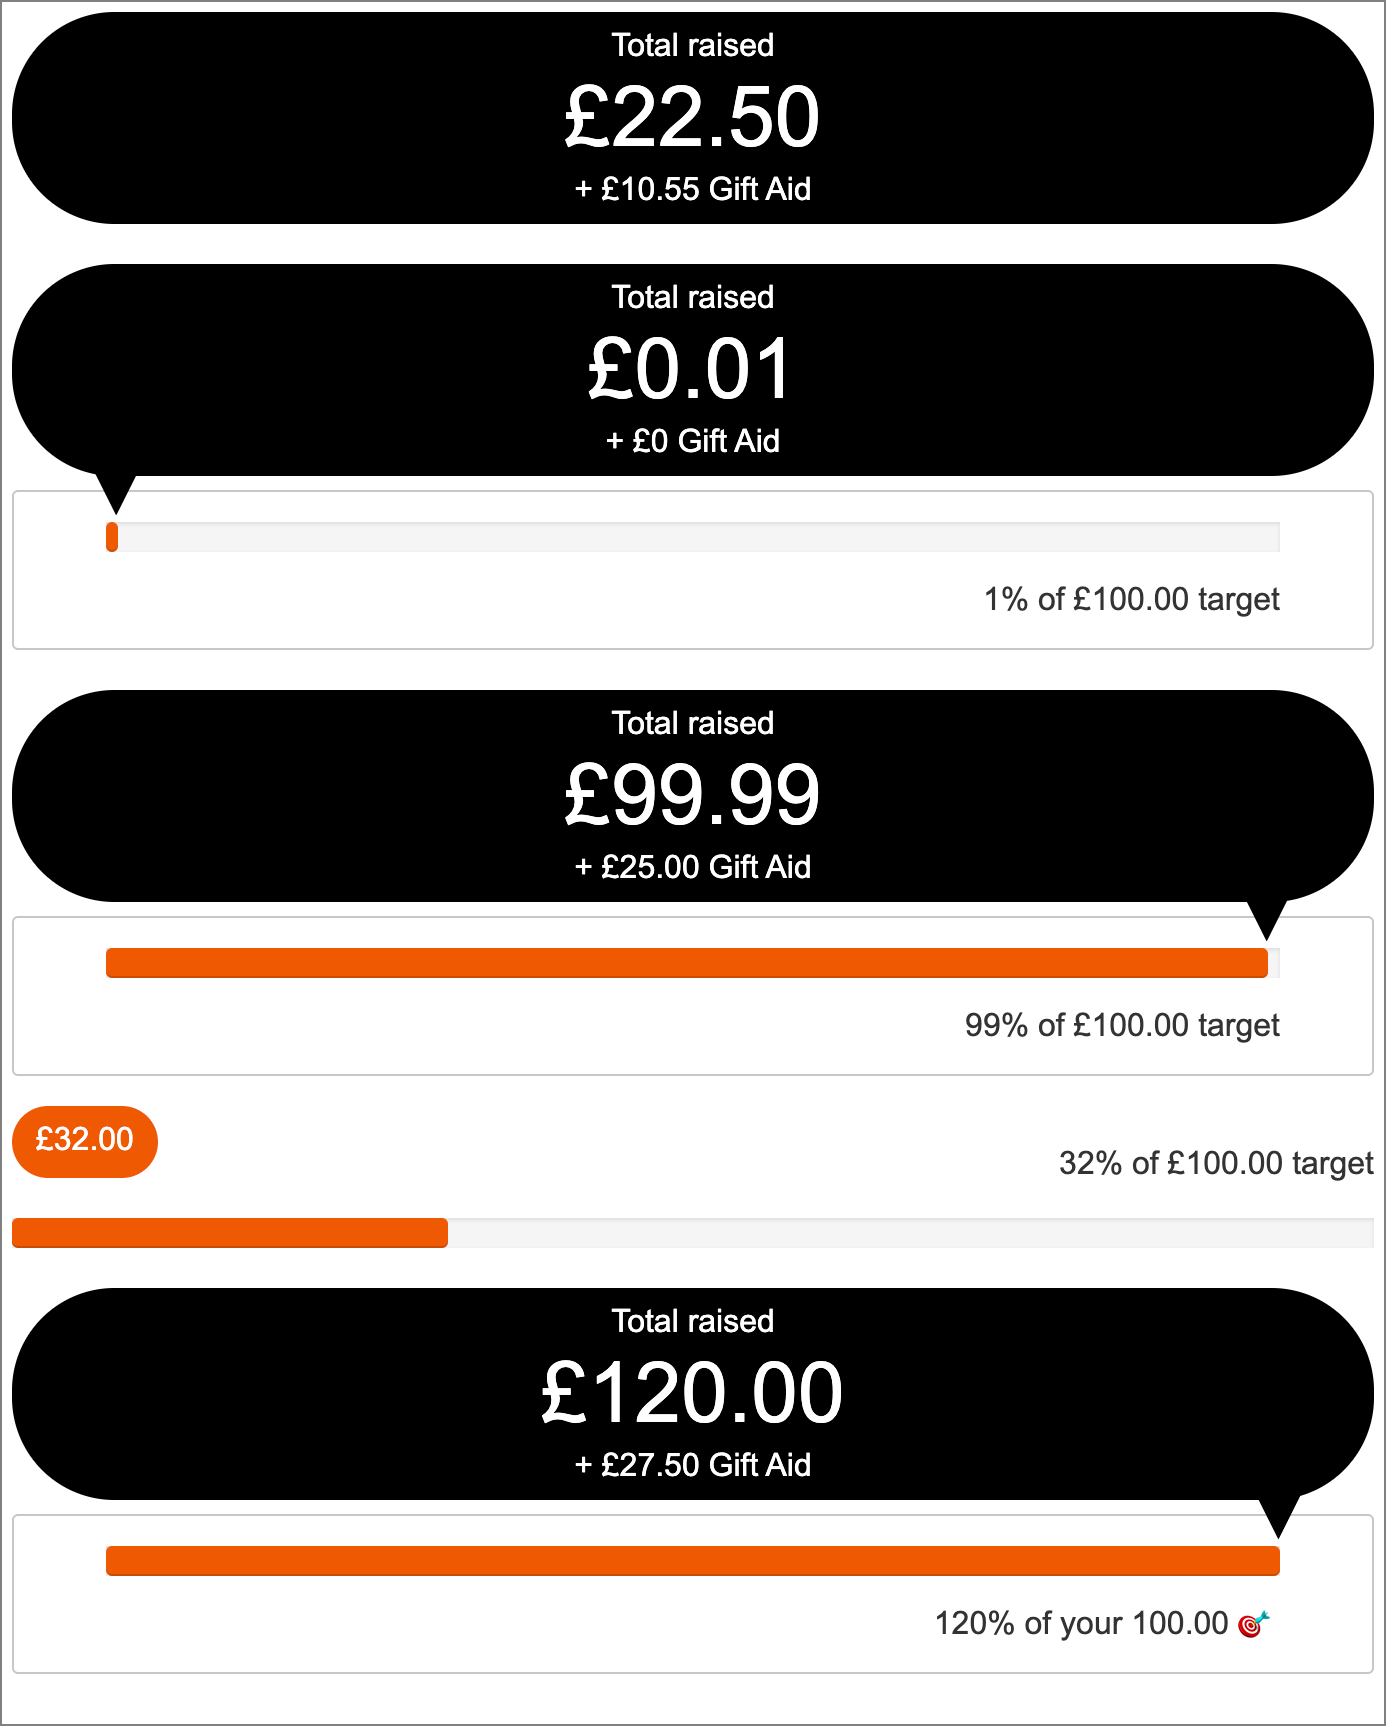 Total raised
£22.50
+ £10.55 Gift Aid
Total raised
£0.01
+ £0 Gift Aid
1% of £100.00 target
Total raised
£99.99
+ £25.00 Gift Aid
99% of £100.00 target
£32.00
32% of £100.00 target
Total raised
£120.00
+ £27.50 Gift Aid
120% of your 100.00 🎯